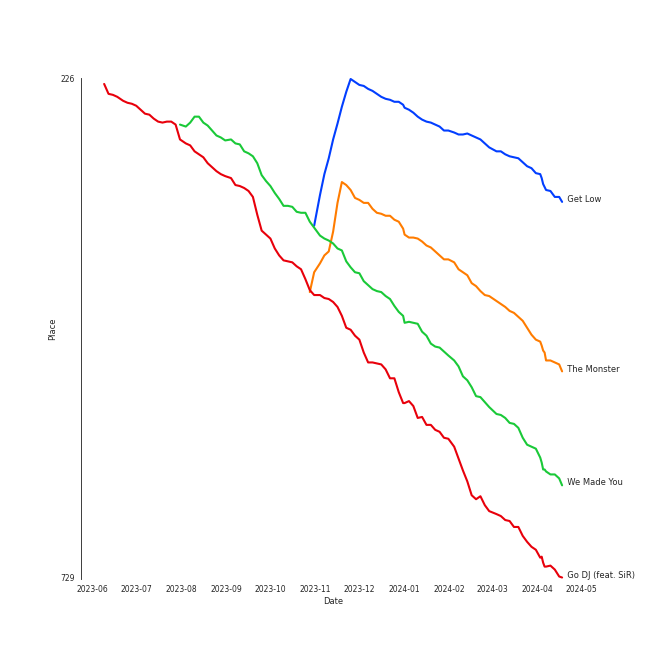 226
Get Low
Place
The Monster
We Made You
729
Go DJ (feat. SiR)
2023-06 2023-07 2023-08 2023-09 2023-10 2023-11 2023-12 2024-01 2024-02 2024-03 2024-04 2024-05
Date